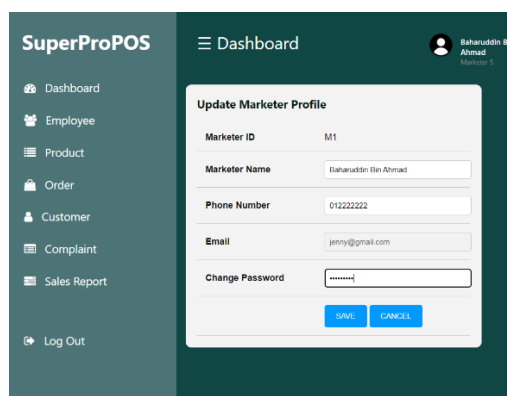 SuperProPOS
☰ Dashboard
Baharuddin B
Ahmad
Marketer S
Dashboard
Employee
Product
Order
Customer
Complaint
Sales Report
Log Out
Update Marketer Profile
Marketer ID M1
Marketer Name Baharuddin Bin Ahmad
Phone Number 012222222
Email jenny@gmail.com
Change Password •••••••••
SAVE CANCEL